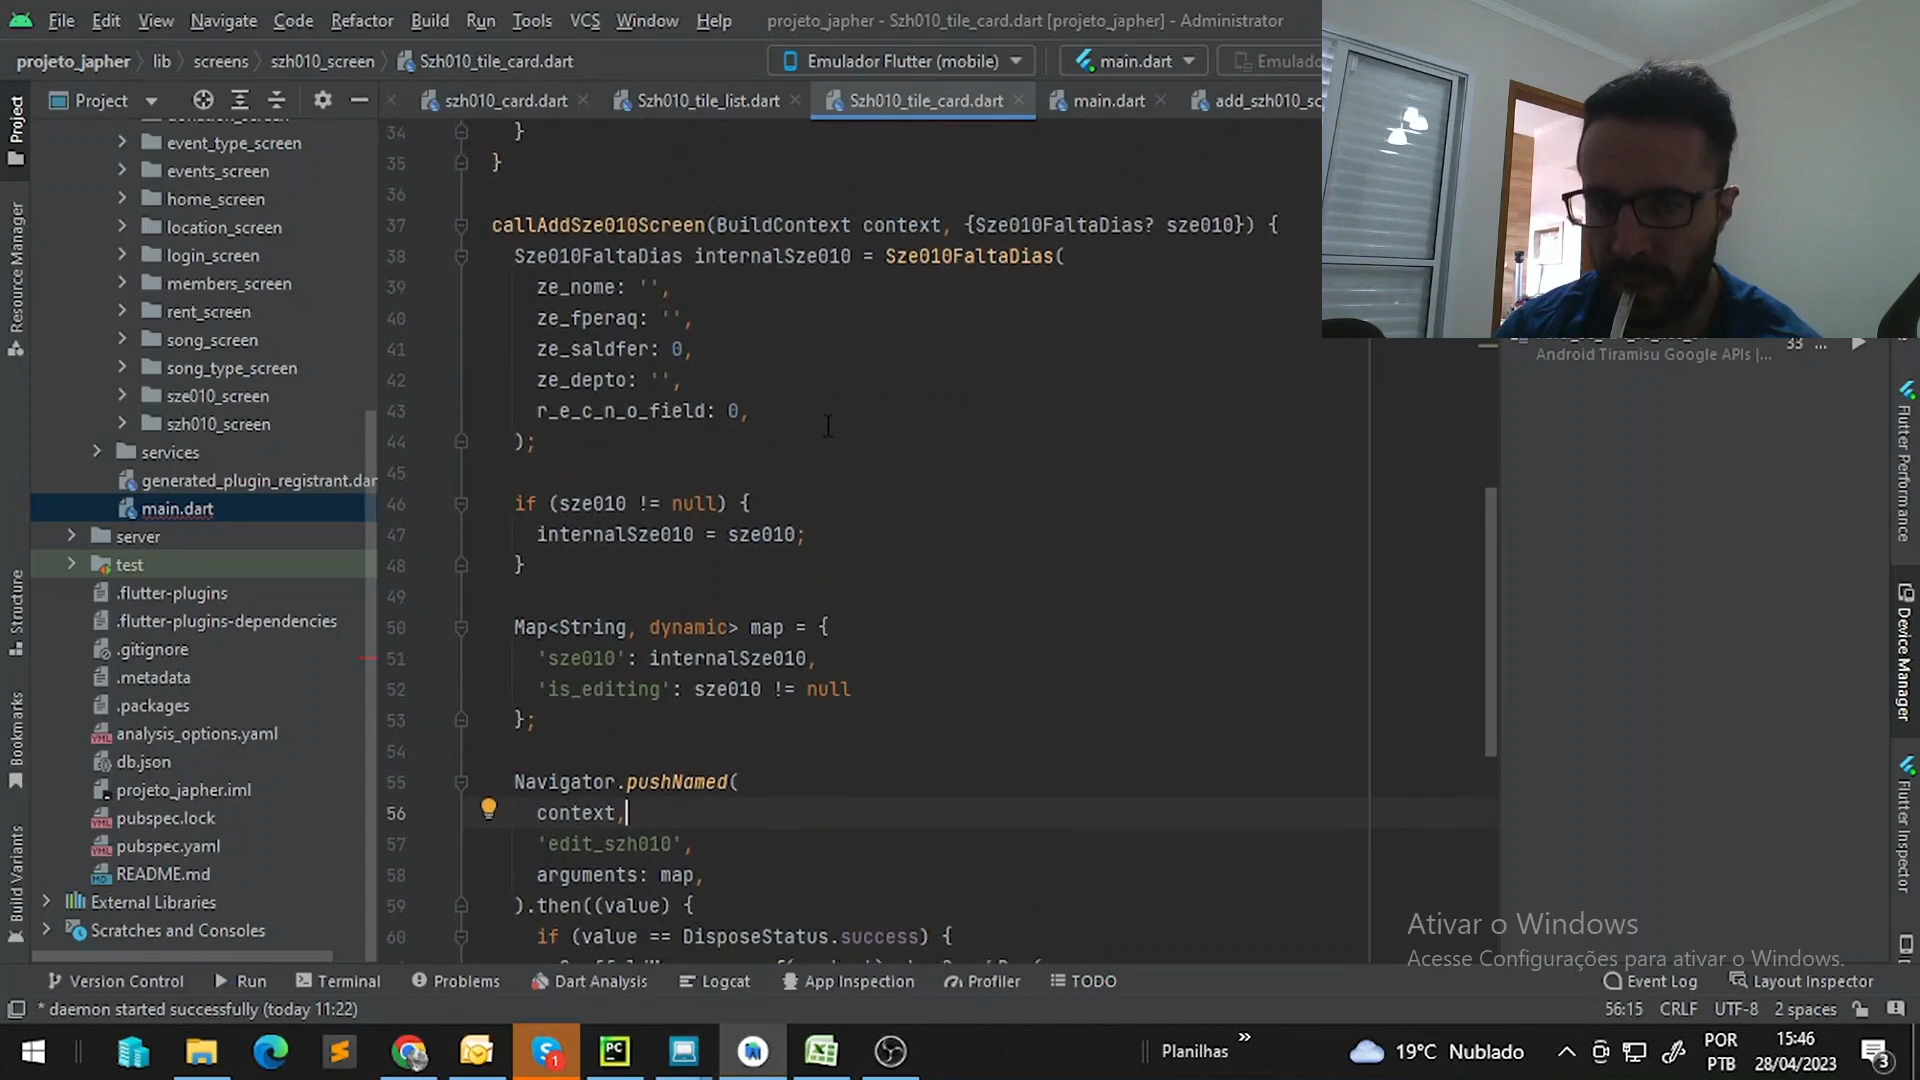 File Edit View Navigate Code Refactor Build Run Tools VCS Window Help projeto_japher - Szh010_tile_card.dart [projeto_japher] - Administrator
projeto_japher lib screens szh010_screen Szh010_tile_card.dart Emulador Flutter (mobile) main.dart Emulado
Project szh010_card.dart Szh010_tile_list.dart Szh010_tile_card.dart main.dart add_szh010_sc
event_type_screen
events_screen
home_screen
location_screen
login_screen
members_screen
rent_screen
song_screen
song_type_screen
sze010_screen
szh010_screen
services
generated_plugin_registrant.dar
main.dart
server
test
.flutter-plugins
.flutter-plugins-dependencies
.gitignore
.metadata
.packages
analysis_options.yaml
db.json
projeto_japher.iml
pubspec.lock
pubspec.yaml
README.md
External Libraries
Scratches and Consoles
Project
Resource Manager
Structure
Bookmarks
Build Variants
34 }
35 }
36
37 callAddSze010Screen(BuildContext context, {Sze010FaltaDias? sze010}) {
38 Sze010FaltaDias internalSze010 = Sze010FaltaDias(
39 ze_nome: '',
40 ze_fperaq: '',
41 ze_saldfer: 0,
42 ze_depto: '',
43 r_e_c_n_o_field: 0,
44 );
45
46 if (sze010 != null) {
47 internalSze010 = sze010;
48 }
49
50 Map<String, dynamic> map = {
51 'sze010': internalSze010,
52 'is_editing': sze010 != null
53 };
54
55 Navigator.pushNamed(
56 context,
57 'edit_szh010',
58 arguments: map,
59 ).then((value) {
60 if (value == DisposeStatus.success) {
33 ...
Android Tiramisu Google APIs |...
Flutter Performance
Device Manager
Flutter Inspector
Ativar o Windows
Acesse Configurações para ativar o Windows.
Version Control Run Terminal Problems Dart Analysis Logcat App Inspection Profiler TODO Event Log Layout Inspector
* daemon started successfully (today 11:22) 56:15 CRLF UTF-8 2 spaces
Planilhas 19°C Nublado POR 15:46
PTB 28/04/2023 3